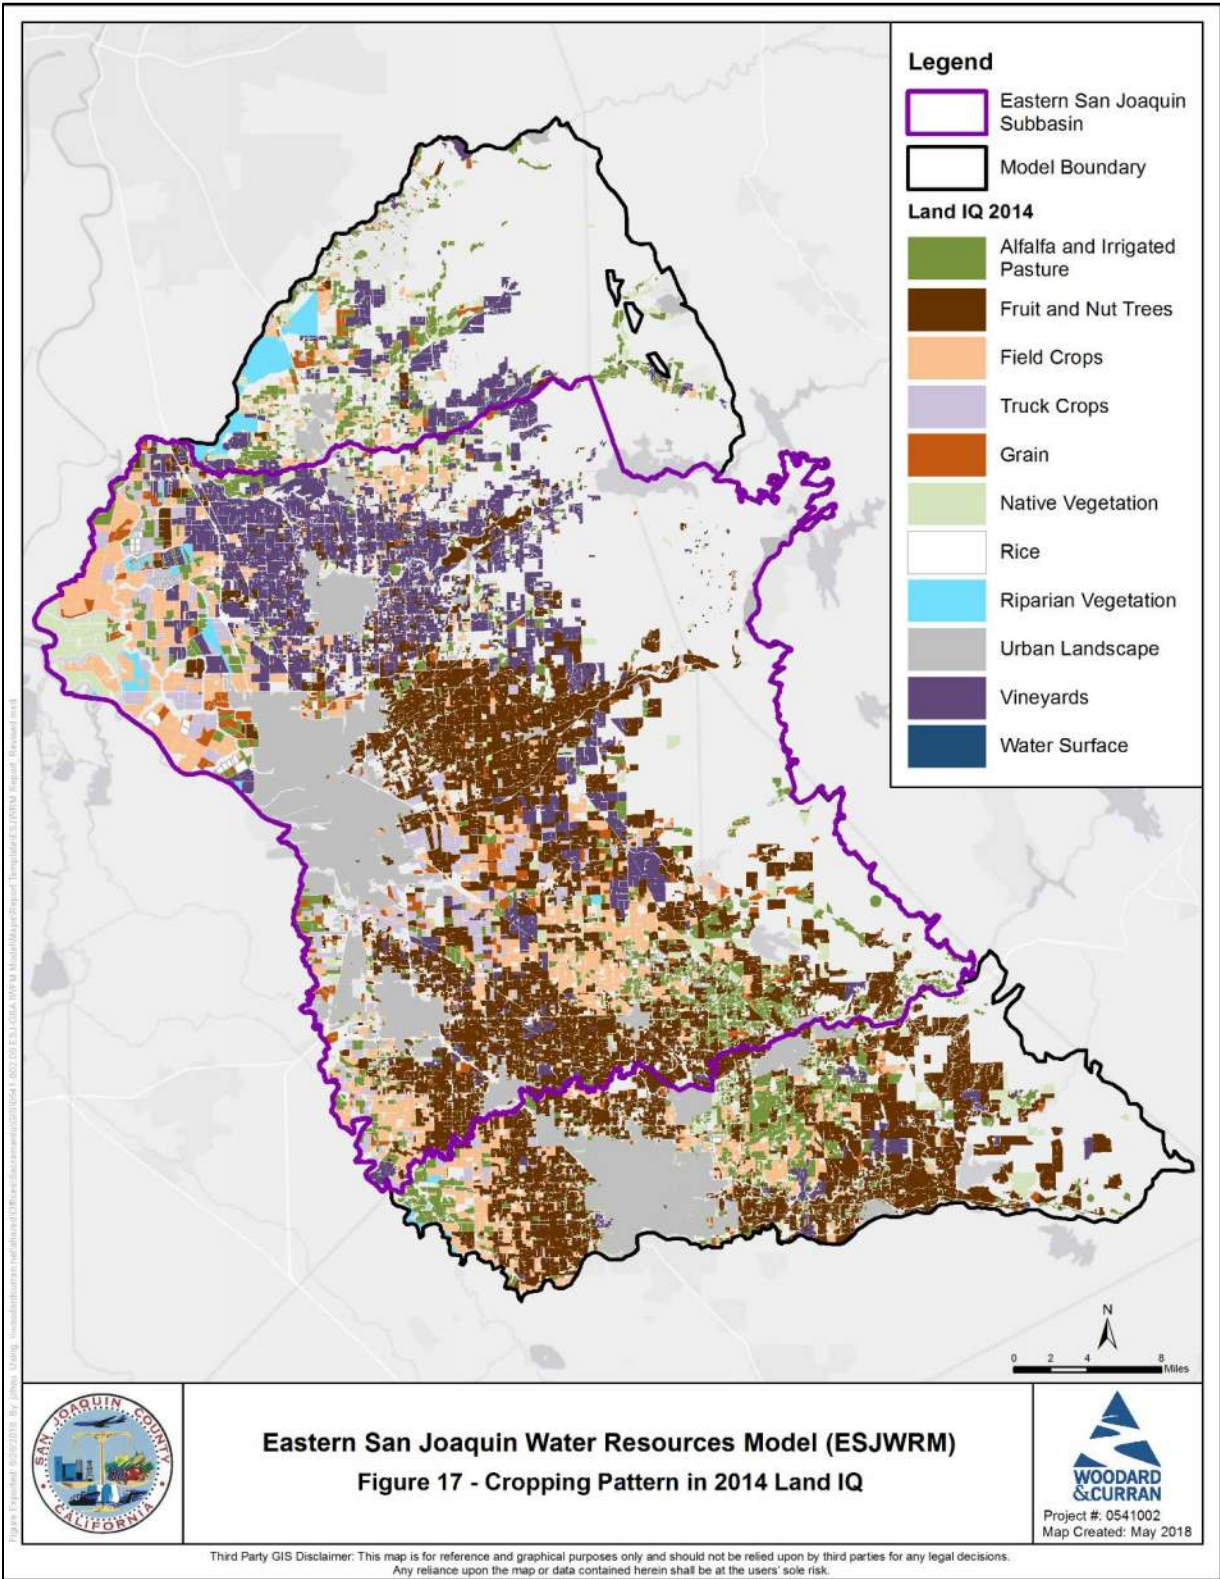 Legend
Eastern San Joaquin
Subbasin
Model Boundary
Land IQ 2014
Alfalfa and Irrigated
Pasture
Fruit and Nut Trees
Field Crops
Truck Crops
Grain
Native Vegetation
Rice
Riparian Vegetation
Urban Landscape
Vineyards
Water Surface
N
0 2 4 8
Miles
SAN JOAQUIN COUNTY
CALIFORNIA
Eastern San Joaquin Water Resources Model (ESJWRM)
Figure 17 - Cropping Pattern in 2014 Land IQ
WOODARD
&CURRAN
Project #: 0541002
Map Created: May 2018
Third Party GIS Disclaimer: This map is for reference and graphical purposes only and should not be relied upon by third parties for any legal decisions.
Any reliance upon the map or data contained herein shall be at the users' sole risk.